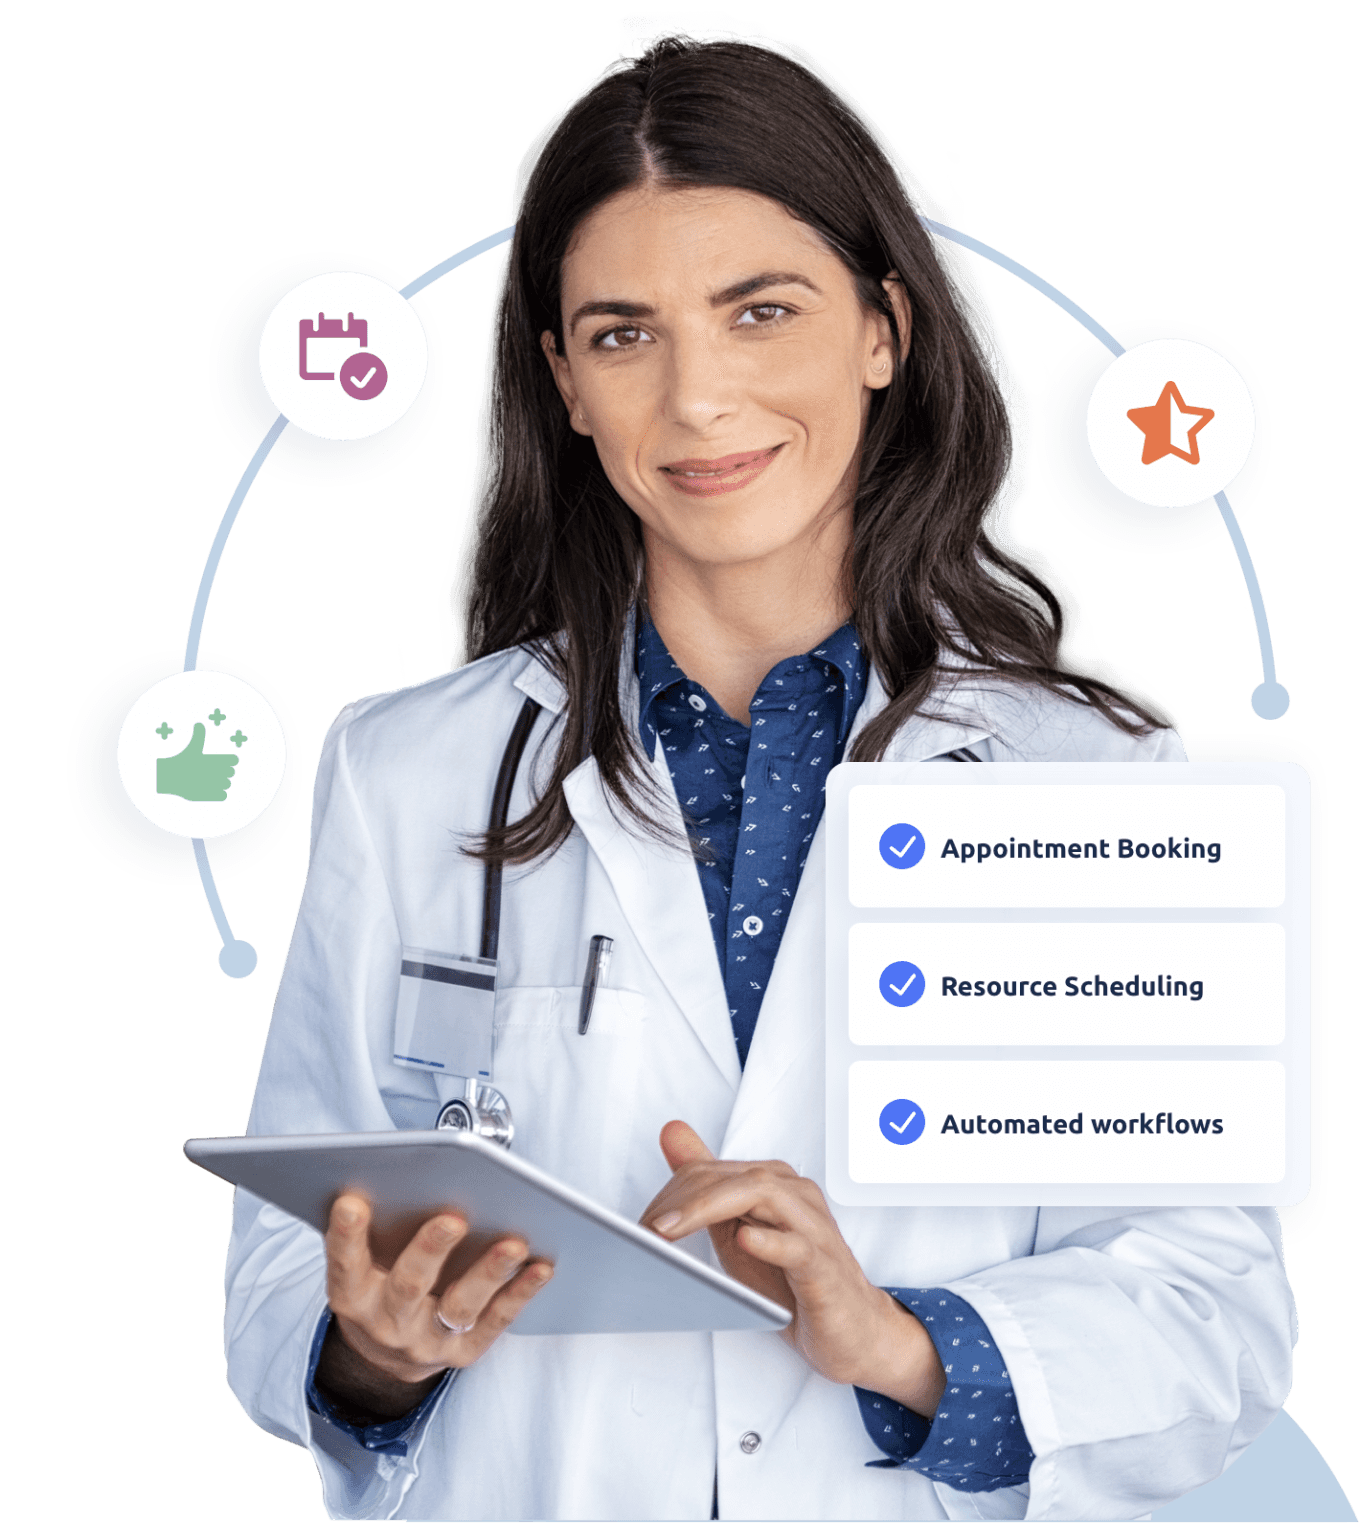 Appointment Booking
Resource Scheduling
Automated workflows